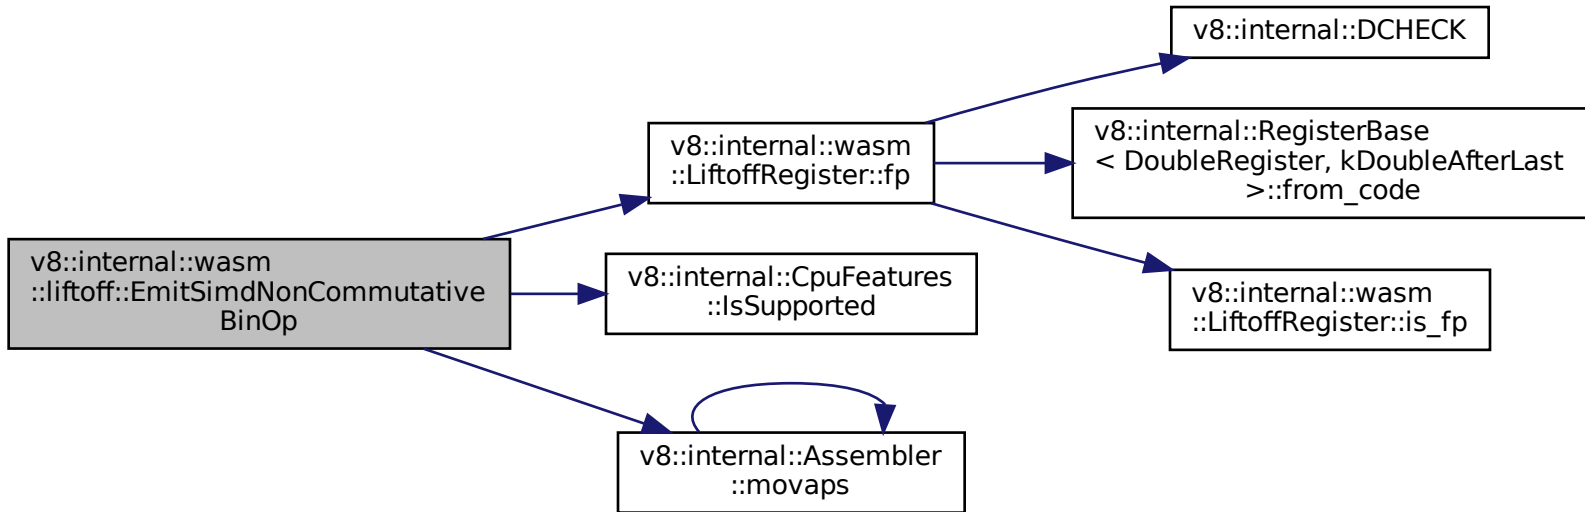 v8::internal::wasm
::liftoff::EmitSimdNonCommutative
BinOp
v8::internal::wasm
::LiftoffRegister::fp
v8::internal::DCHECK
v8::internal::RegisterBase
< DoubleRegister, kDoubleAfterLast
>::from_code
v8::internal::wasm
::LiftoffRegister::is_fp
v8::internal::CpuFeatures
::IsSupported
v8::internal::Assembler
::movaps